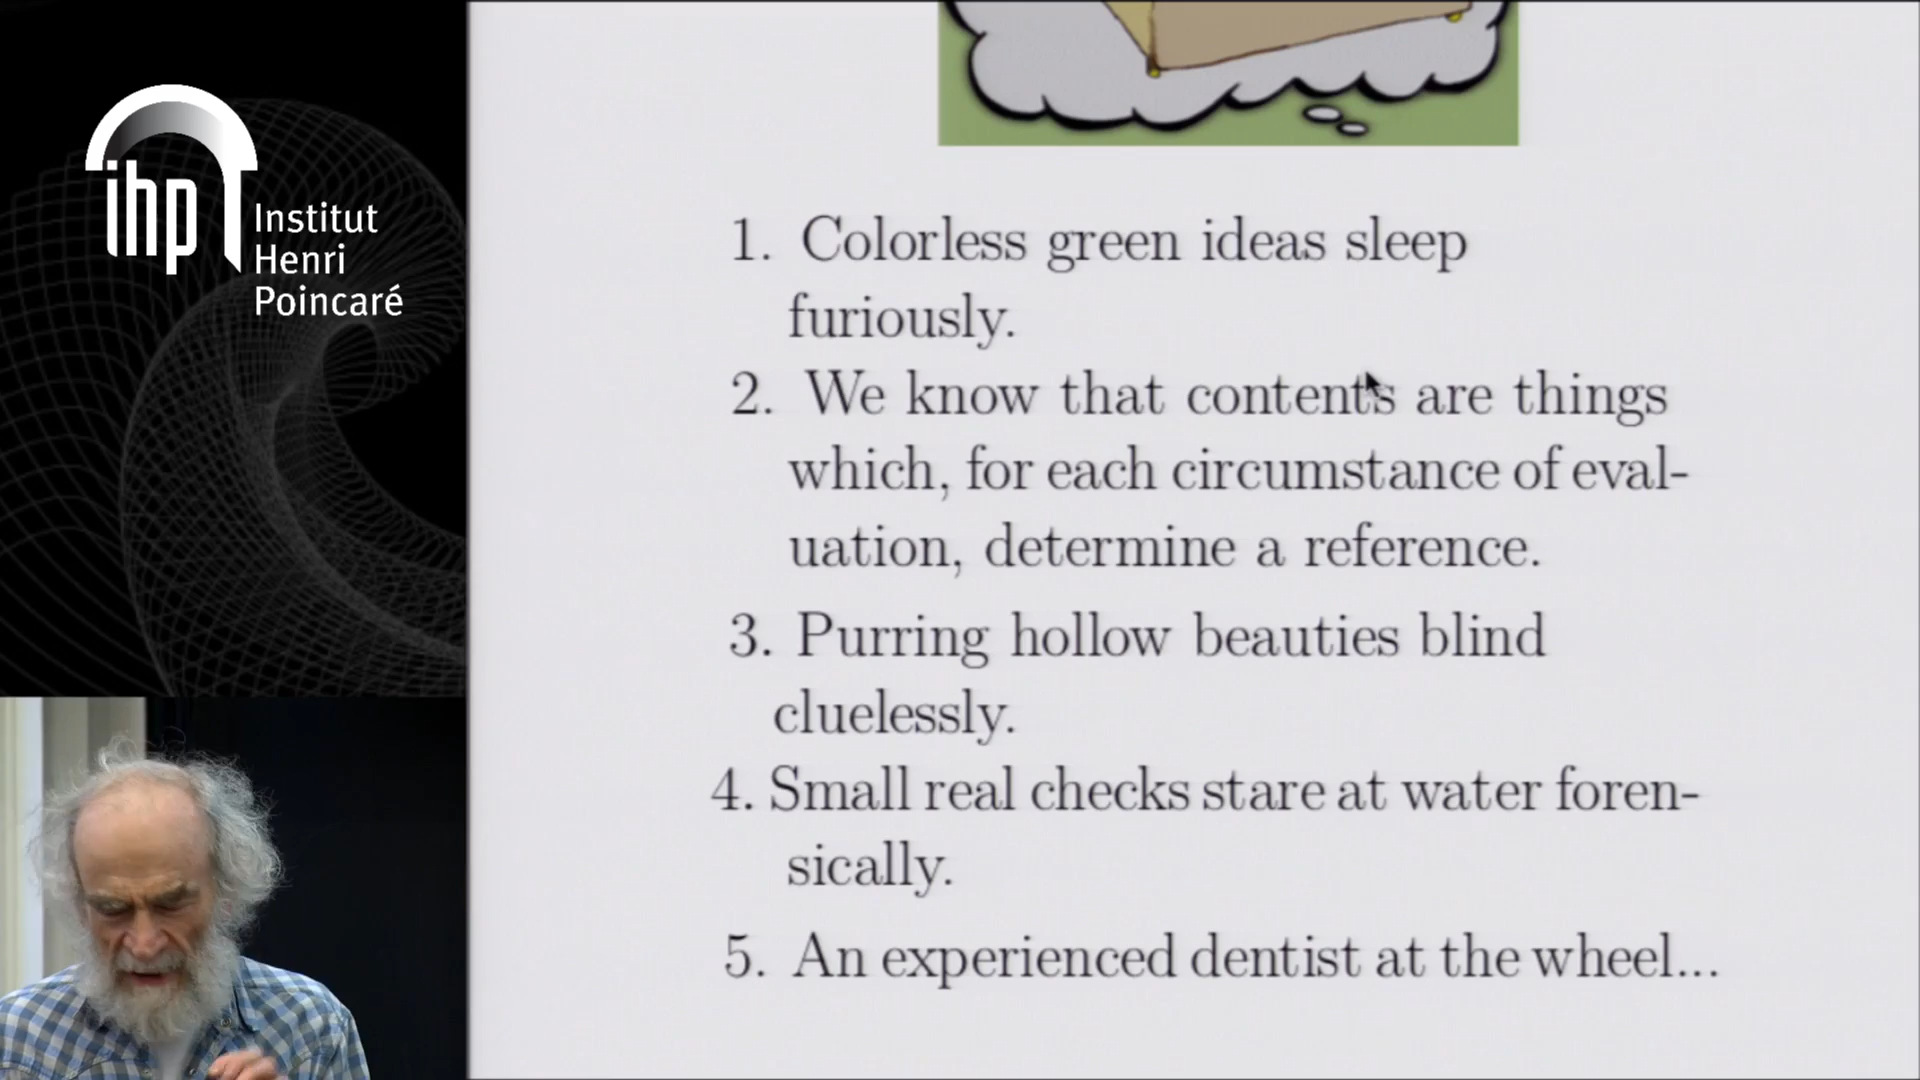 ihp
Institut
Henri
Poincaré
1. Colorless green ideas sleep
furiously.
2. We know that contents are things
which, for each circumstance of eval-
uation, determine a reference.
3. Purring hollow beauties blind
cluelessly.
4. Small real checks stare at water foren-
sically.
5. An experienced dentist at the wheel...